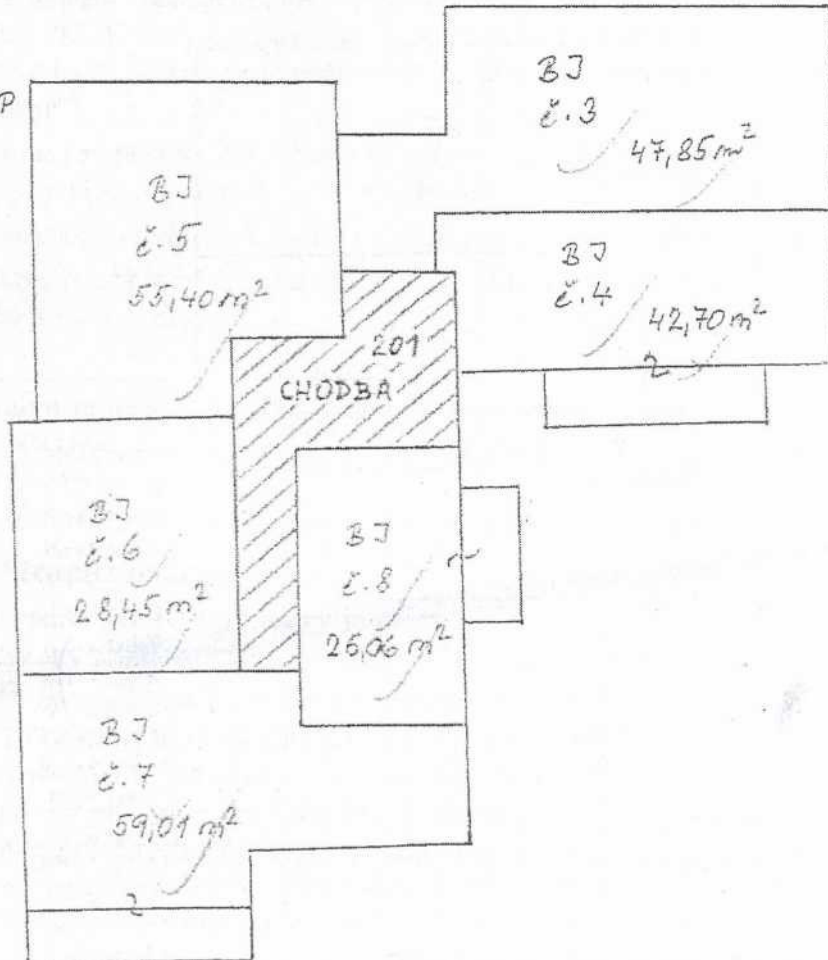 P
BJ
č.3
47,85 m²
BJ
č.5
55,40 m²
BJ
č.4
42,70 m²
201
CHODBA
BJ
č.6
28,45 m²
BJ
č.8
26,06 m²
BJ
č.7
59,01 m²